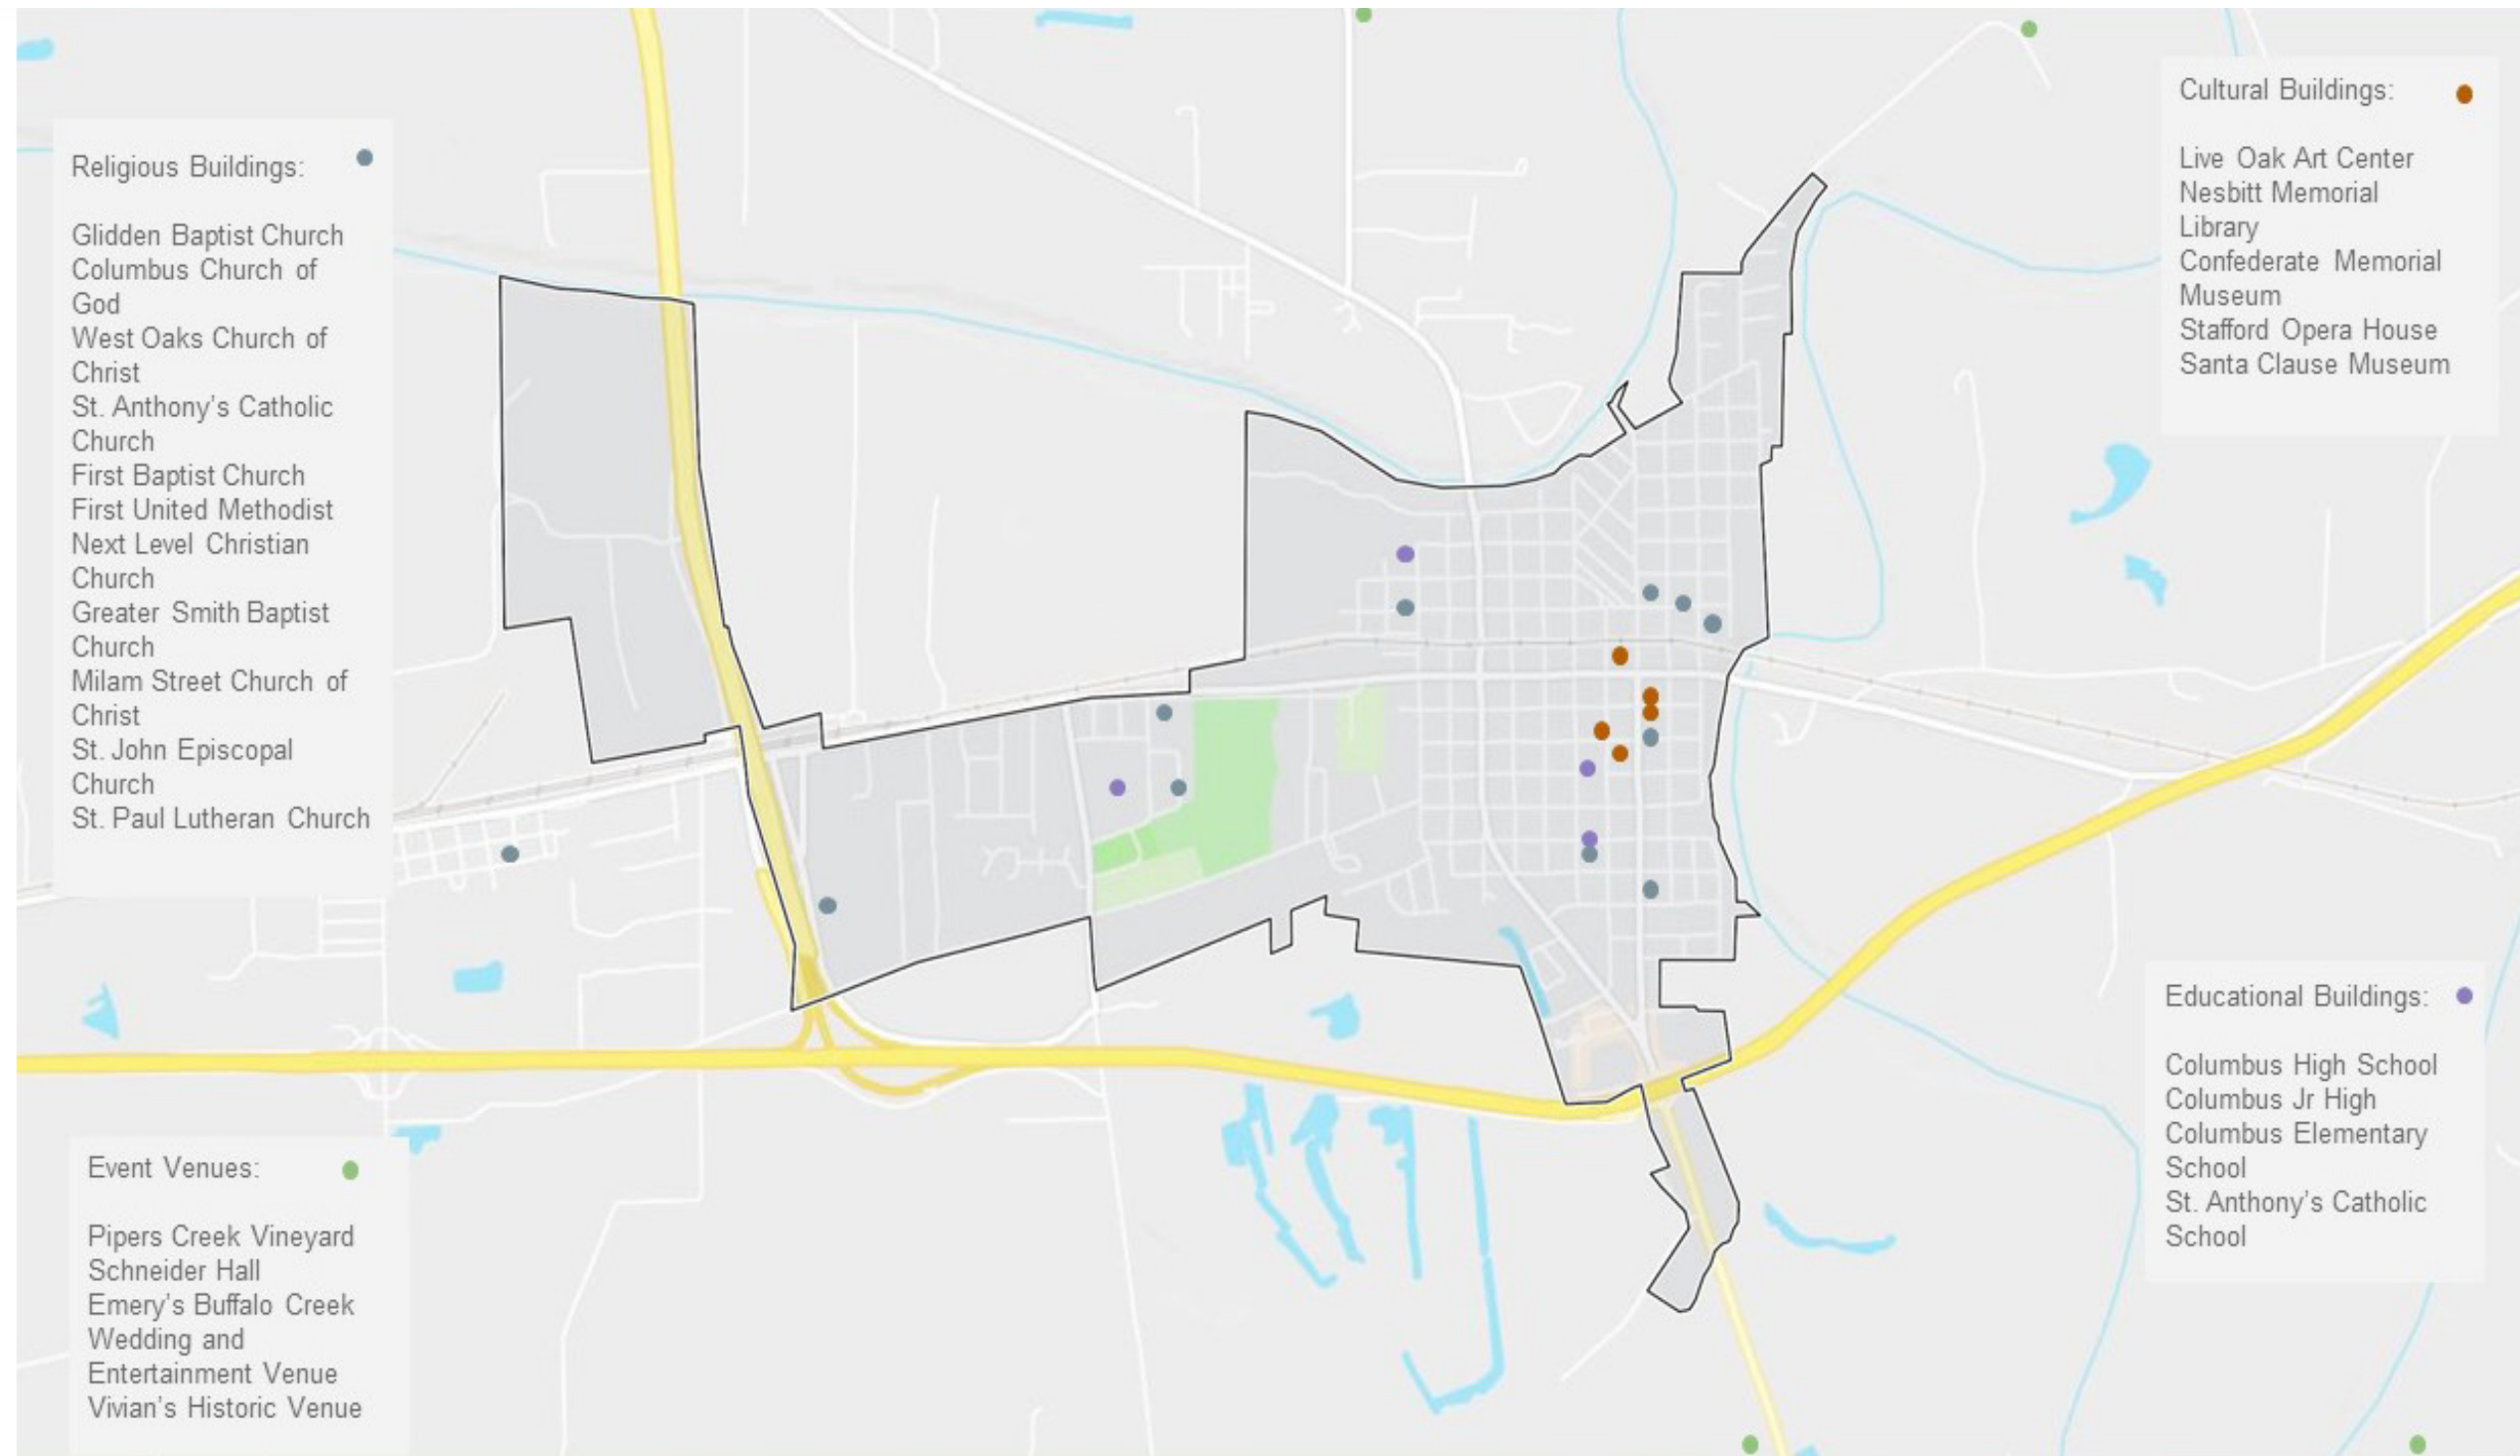 Religious Buildings:
Glidden Baptist Church
Columbus Church of
God
West Oaks Church of
Christ
St. Anthony's Catholic
Church
First Baptist Church
First United Methodist
Next Level Christian
Church
Greater Smith Baptist
Church
Milam Street Church of
Christ
St. John Episcopal
Church
St. Paul Lutheran Church
Event Venues:
Pipers Creek Vineyard
Schneider Hall
Emery's Buffalo Creek
Wedding and
Entertainment Venue
Vivian's Historic Venue
Cultural Buildings:
Live Oak Art Center
Nesbitt Memorial
Library
Confederate Memorial
Museum
Stafford Opera House
Santa Clause Museum
Educational Buildings:
Columbus High School
Columbus Jr High
Columbus Elementary
School
St. Anthony's Catholic
School